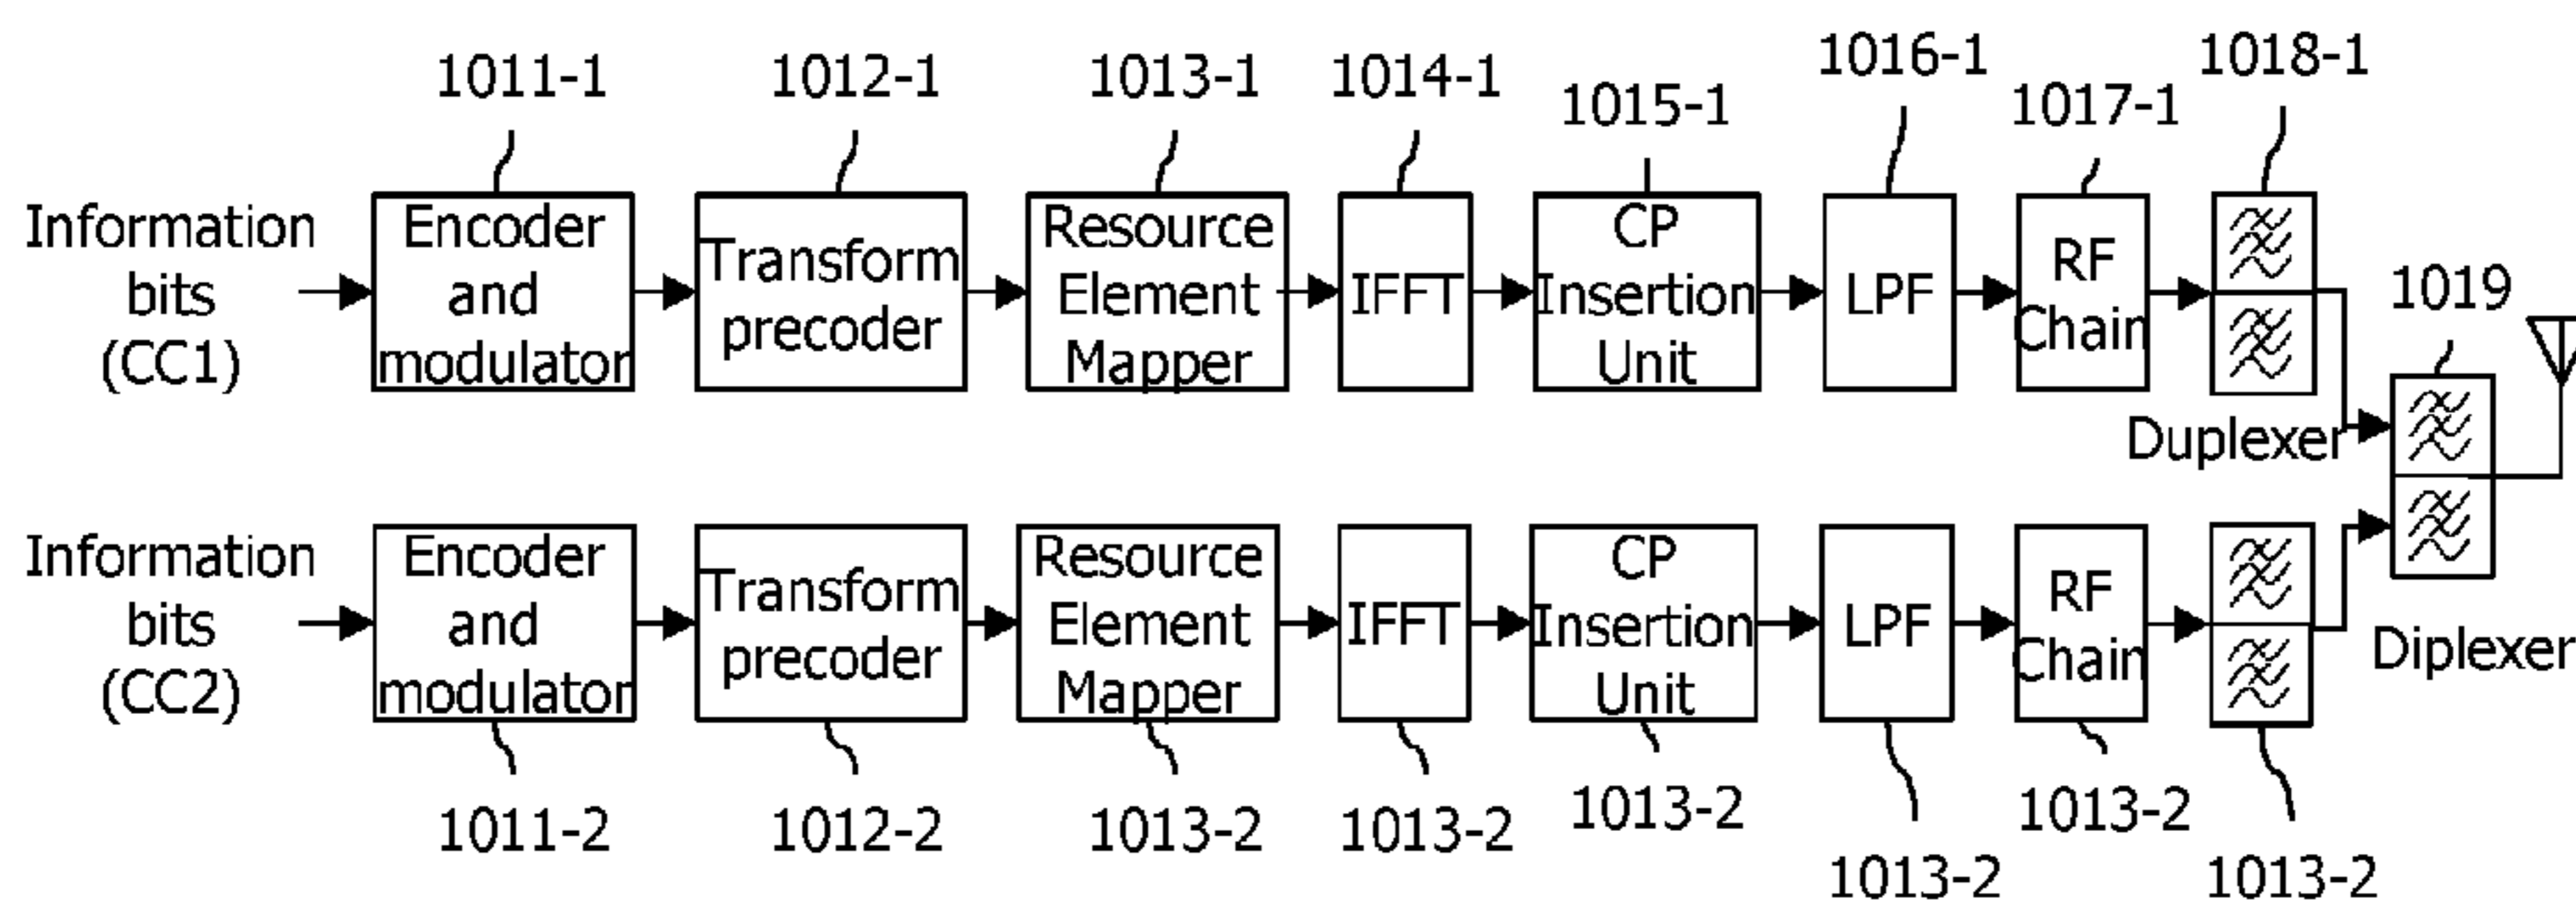 1011-1
1012-1
1013-1
1014-1
1015-1
1016-1
1017-1
1018-1
Information
bits
(CC1)
Encoder
and
modulator
Transform
precoder
Resource
Element
Mapper
IFFT
CP
Insertion
Unit
LPF
RF
Chain
Duplexer
1019
Information
bits
(CC2)
Encoder
and
modulator
Transform
precoder
Resource
Element
Mapper
IFFT
CP
Insertion
Unit
LPF
RF
Chain
Diplexer
1011-2
1012-2
1013-2
1013-2
1013-2
1013-2
1013-2
1013-2